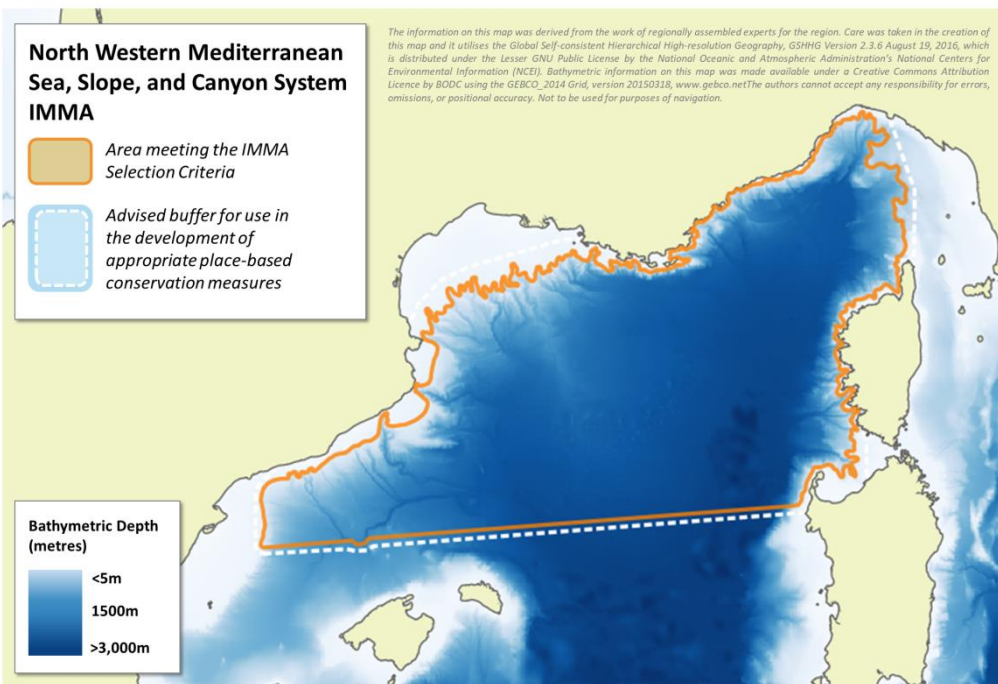 North Western Mediterranean
Sea, Slope, and Canyon System
IMMA
Area meeting the IMMA
Selection Criteria
Advised buffer for use in
the development of
appropriate place-based
conservation measures
The information on this map was derived from the work of regionally assembled experts for the region. Care was taken in the creation of
this map and it utilises the Global Self-consistent Hierarchical High-resolution Geography, GSHHG Version 2.3.6 August 19, 2016, which
is distributed under the Lesser GNU Public License by the National Oceanic and Atmospheric Administration's National Centers for
Environmental Information (NCEI). Bathymetric information on this map was made available under a Creative Commons Attribution
Licence by BODC using the GEBCO_2014 Grid, version 20150318, www.gebco.netThe authors cannot accept any responsibility for errors,
omissions, or positional accuracy. Not to be used for purposes of navigation.
Bathymetric Depth
(metres)
<5m
1500m
>3,000m